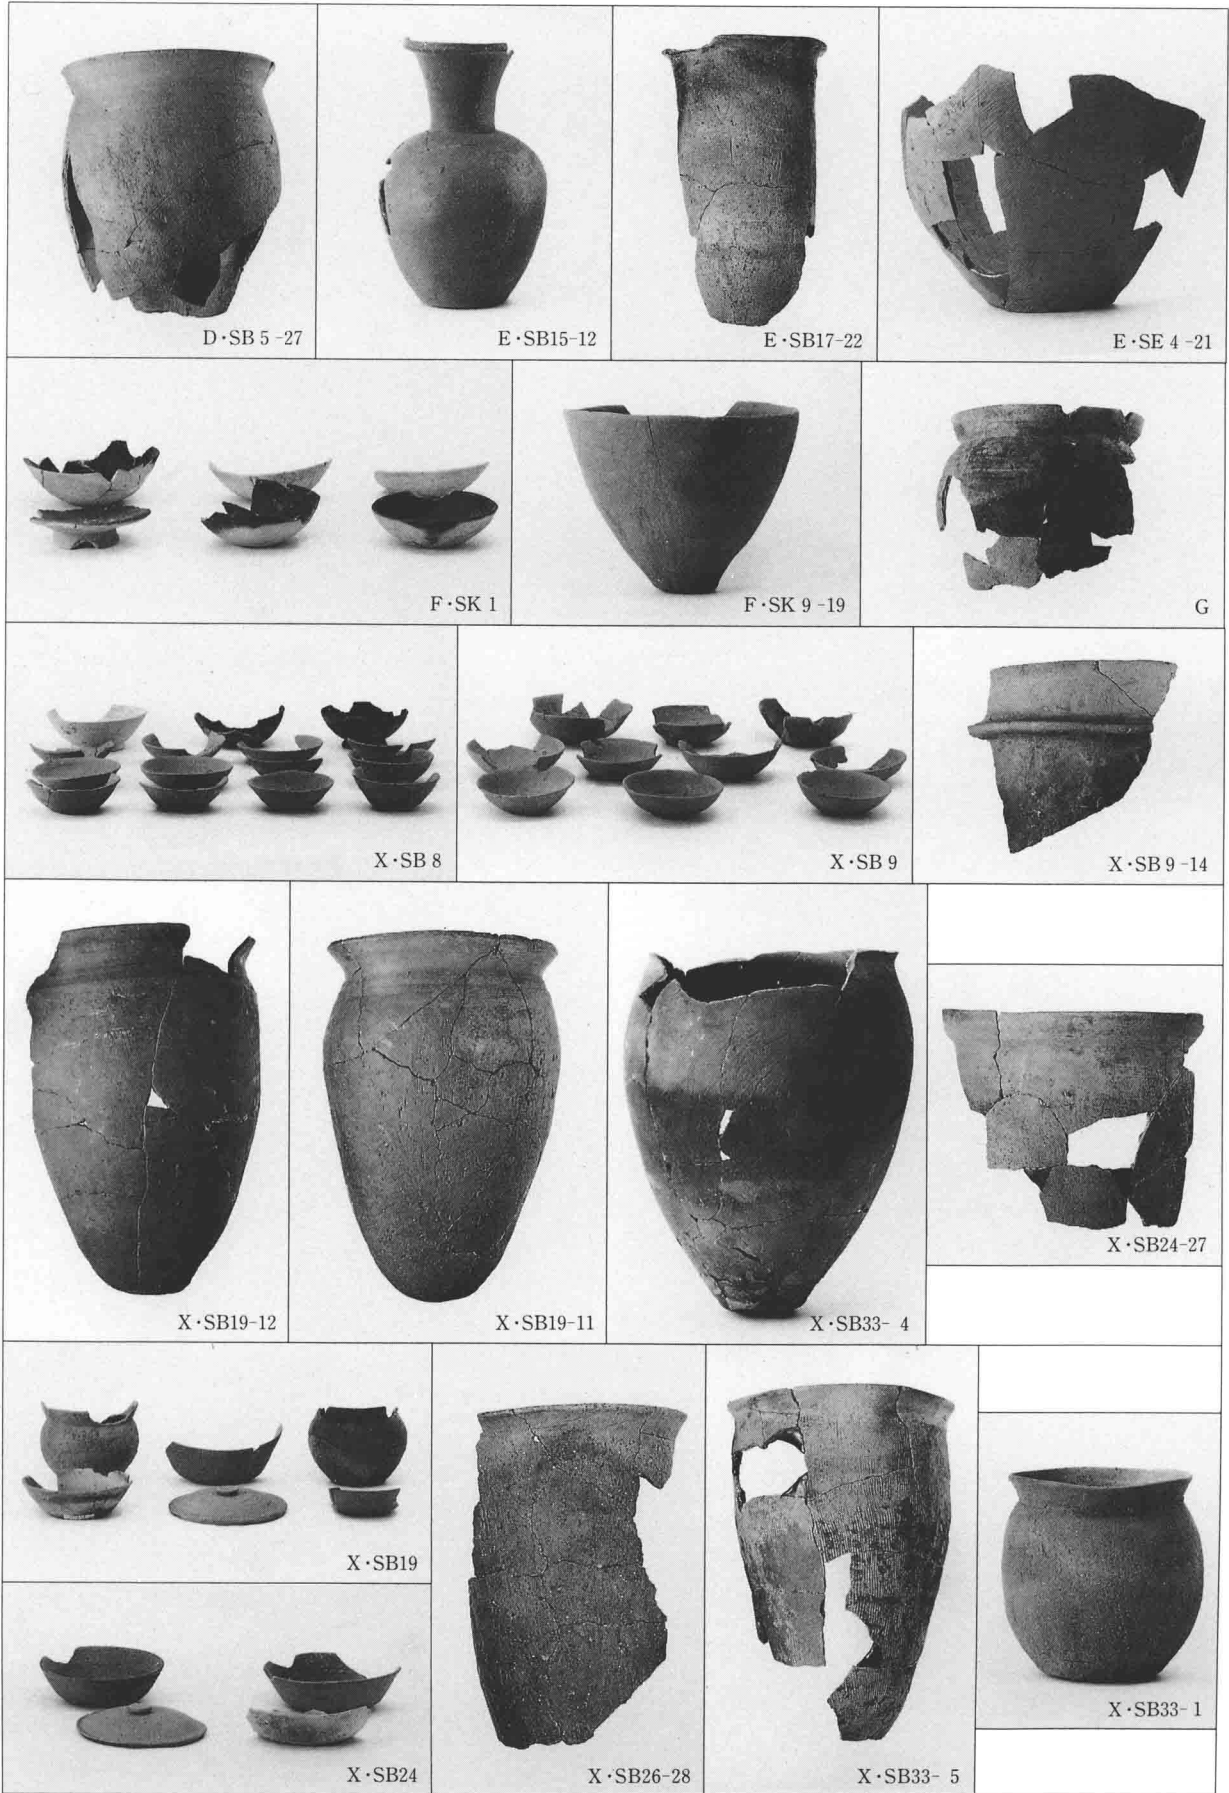 D・SB 5 -27
E・SB15-12
E・SB17-22
E・SE 4 -21
F・SK 1
F・SK 9 -19
G
X・SB 8
X・SB 9
X・SB 9 -14
X・SB19-12
X・SB19-11
X・SB33- 4
X・SB24-27
X・SB19
X・SB24
X・SB26-28
X・SB33- 5
X・SB33- 1